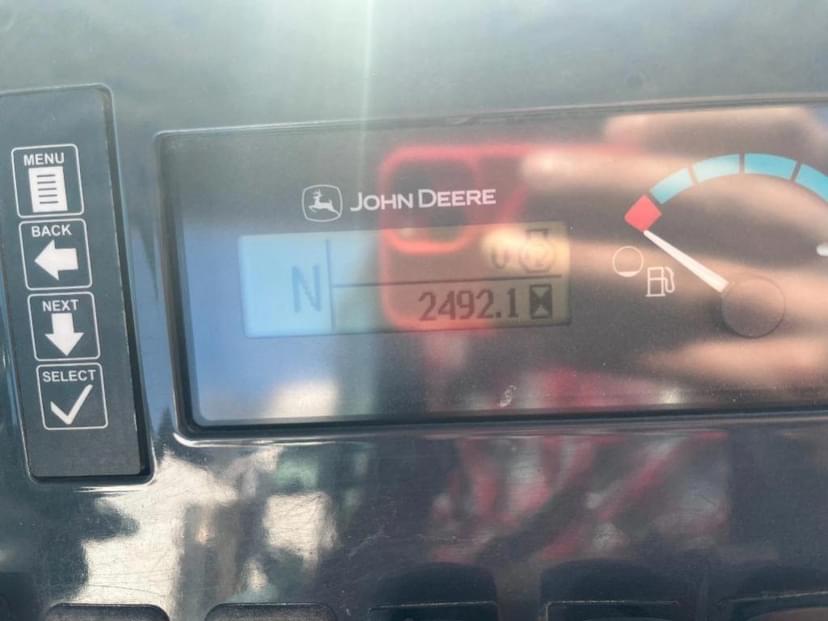 MENU
BACK
NEXT
SELECT
JOHN DEERE
N
0
2492.1